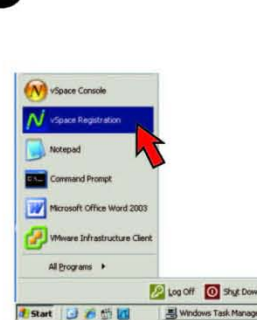 vSpace Console
vSpace Registration
Notepad
Command Prompt
Microsoft Office Word 2003
VMware Infrastructure Client
All Programs
Log Off Shut Dow
Start Windows Task Manage